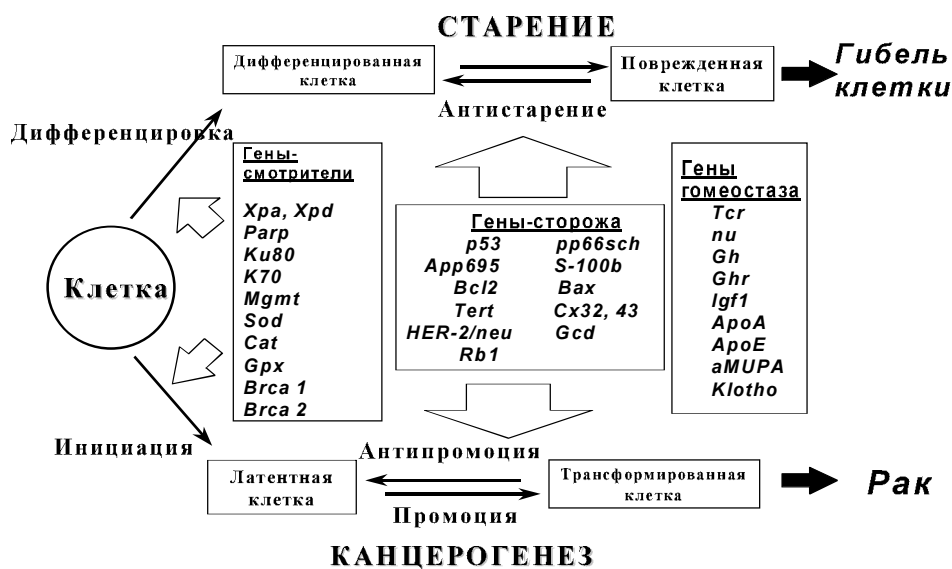 СТАРЕНИЕ
Дифференцированная
клетка
Поврежденная
клетка
Гибель
клетки
Антистарение
Дифференцировка
Гены-
смотрители
Xpa, Xpd
Parp
Ku80
K70
Mgmt
Sod
Cat
Gpx
Brca 1
Brca 2
Гены-сторожа
p53 pp66sch
App695 S-100b
Bcl2 Bax
Tert Cx32, 43
HER-2/neu Gcd
Rb1
Гены
гомеостаза
Tcr
nu
Gh
Ghr
Igf1
ApoA
ApoE
aMUPA
Klotho
Клетка
Инициация
Антипромоция
Латентная
клетка
Трансформированная
клетка
Рак
Промоция
КАНЦЕРОГЕНЕЗ